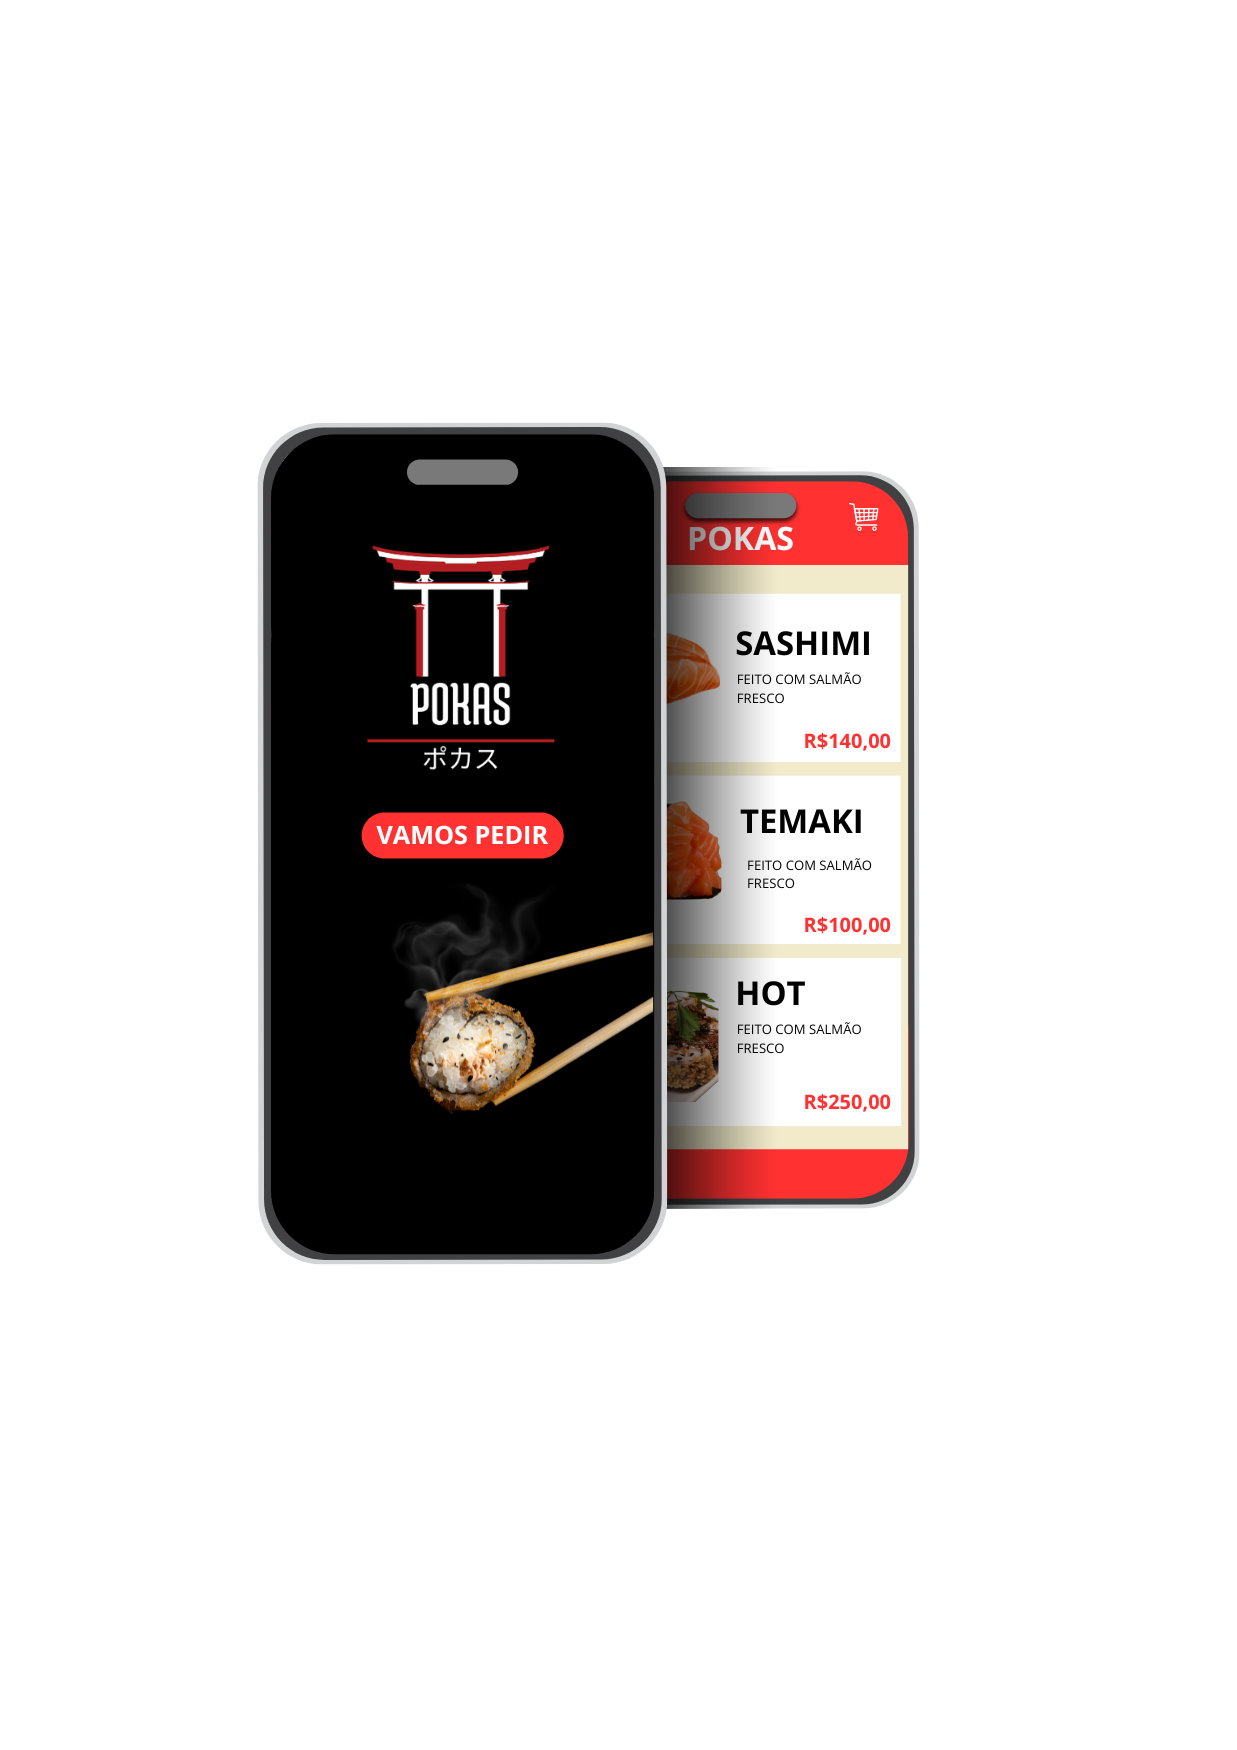 POKAS
ポカス
VAMOS PEDIR
POKAS
SASHIMI
FEITO COM SALMÃO
FRESCO
R$140,00
TEMAKI
FEITO COM SALMÃO
FRESCO
R$100,00
HOT
FEITO COM SALMÃO
FRESCO
R$250,00